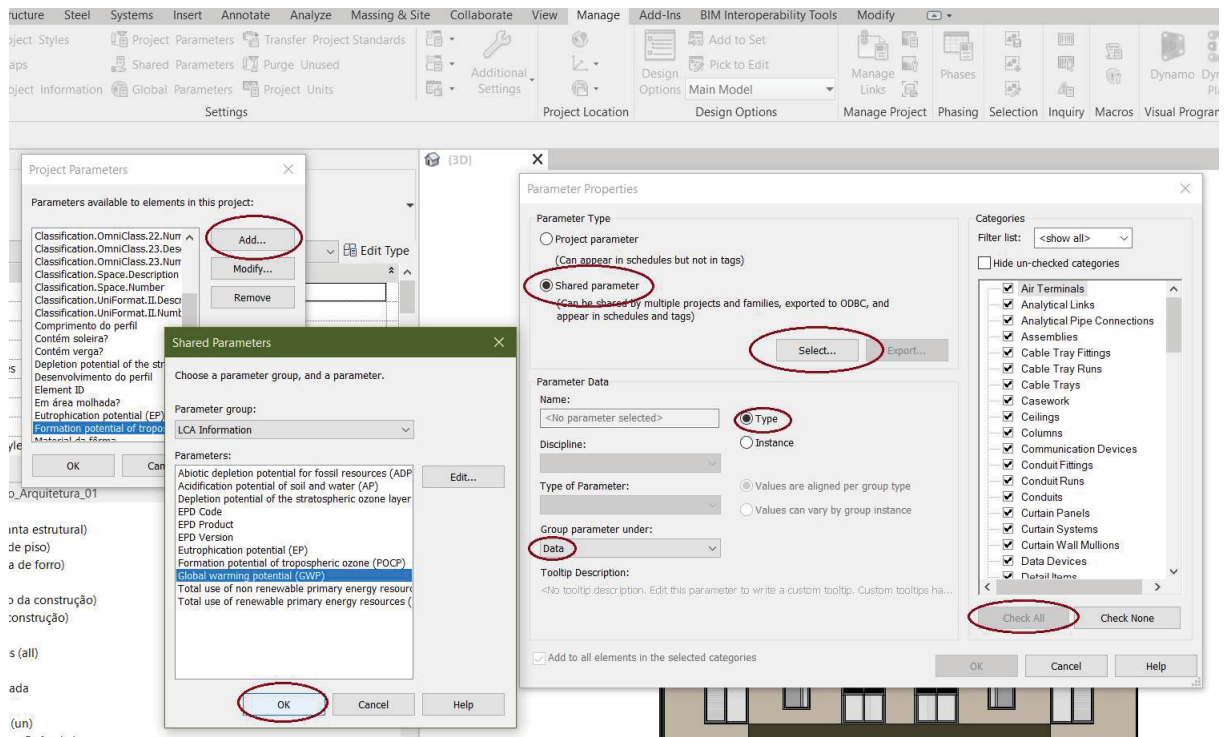 ructure Steel Systems Insert Annotate Analyze Massing & Site Collaborate View Manage Add-Ins BIM Interoperability Tools Modify
oject Styles Project Parameters Transfer Project Standards Add to Set
aps Shared Parameters Purge Unused Additional Design Pick to Edit Manage Phases Dynamo Dyn
oject Information Global Parameters Project Units Settings Options Main Model Links Pl
Settings Project Location Design Options Manage Project Phasing Selection Inquiry Macros Visual Program
(3D)
Edit Type
Project Parameters
Parameters available to elements in this project:
Classification.OmniClass.22.Num
Classification.OmniClass.23.Desc
Classification.OmniClass.23.Num
Classification.Space.Description
Classification.Space.Number
Classification.UniFormat.II.Descr
Classification.UniFormat.II.Numb
Comprimento do perfil
Contém soleira?
Contém verga?
Depletion potential of the str
Desenvolvimento do perfil
Element ID
Em área molhada?
Eutrophication potential (EP)
Formation potential of tropos
Material da fôrma
Add...
Modify...
Remove
OK
Can
o_Arquitetura_01
anta estrutural)
de piso)
a de forro)
o da construção)
construção)
s (all)
ada
(un)
Shared Parameters
Choose a parameter group, and a parameter.
Parameter group:
LCA Information
Parameters:
Abiotic depletion potential for fossil resources (ADP
Acidification potential of soil and water (AP)
Depletion potential of the stratospheric ozone layer
EPD Code
EPD Product
EPD Version
Eutrophication potential (EP)
Formation potential of tropospheric ozone (POCP)
Global warming potential (GWP)
Total use of non renewable primary energy resourc
Total use of renewable primary energy resources (
Edit...
OK Cancel Help
Parameter Properties
Parameter Type
Project parameter
(Can appear in schedules but not in tags)
Shared parameter
(Can be shared by multiple projects and families, exported to ODBC, and
appear in schedules and tags)
Select... Export...
Parameter Data
Name:
<No parameter selected>
Type
Discipline:
Instance
Type of Parameter:
Values are aligned per group type
Values can vary by group instance
Group parameter under:
Data
Tooltip Description:
<No tooltip description. Edit this parameter to write a custom tooltip. Custom tooltips ha...
Add to all elements in the selected categories
Categories
Filter list: <show all>
Hide un-checked categories
Air Terminals
Analytical Links
Analytical Pipe Connections
Assemblies
Cable Tray Fittings
Cable Tray Runs
Cable Trays
Casework
Ceilings
Columns
Communication Devices
Conduit Fittings
Conduit Runs
Conduits
Curtain Panels
Curtain Systems
Curtain Wall Mullions
Data Devices
Detail Items
Check All Check None
OK Cancel Help